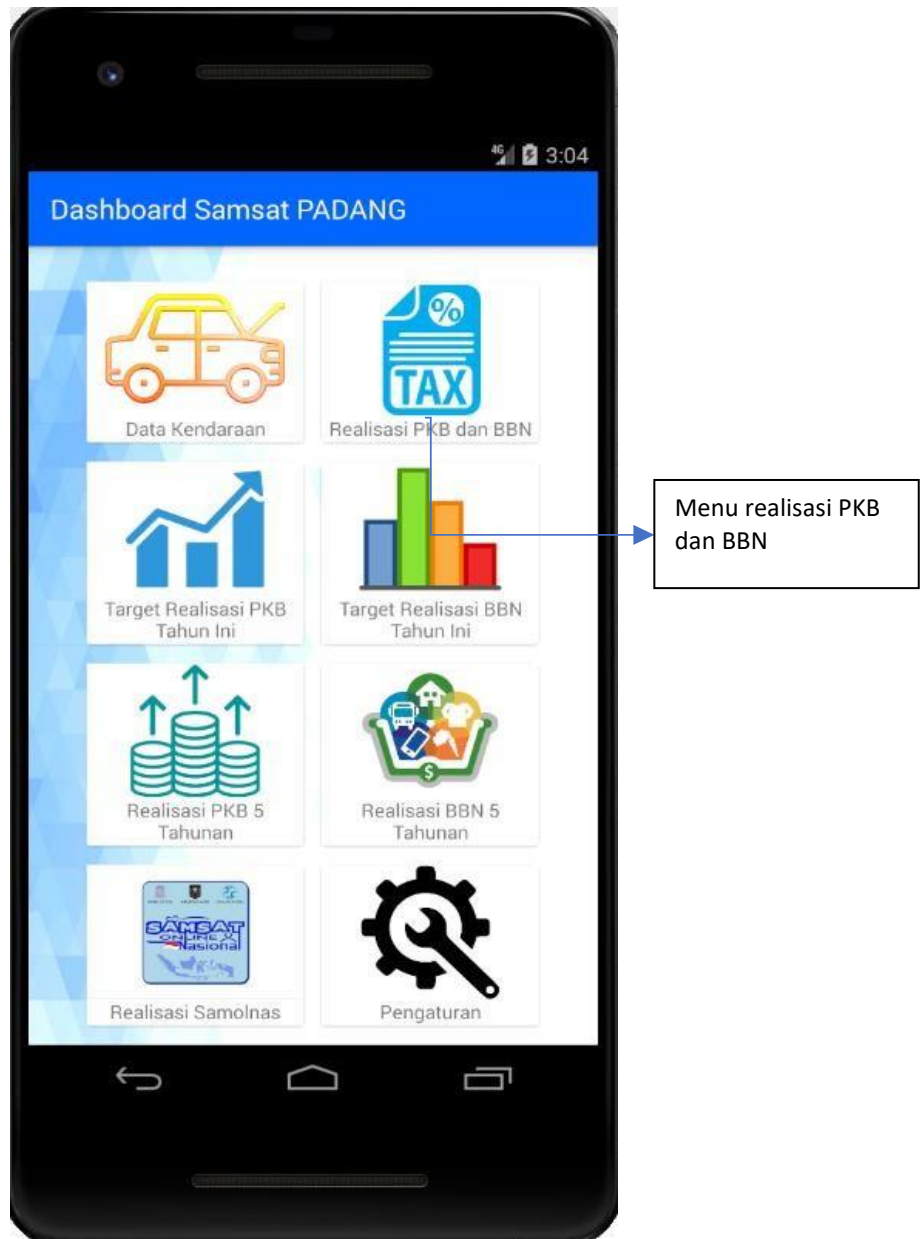 4G 3:04
Dashboard Samsat PADANG
%
TAX
Data Kendaraan
Realisasi PKB dan BBN
Menu realisasi PKB
dan BBN
Target Realisasi PKB
Tahun Ini
Target Realisasi BBN
Tahun Ini
$
Realisasi PKB 5
Tahunan
Realisasi BBN 5
Tahunan
SAMSAT
ONLINE
Nasional
Realisasi Samolnas
Pengaturan